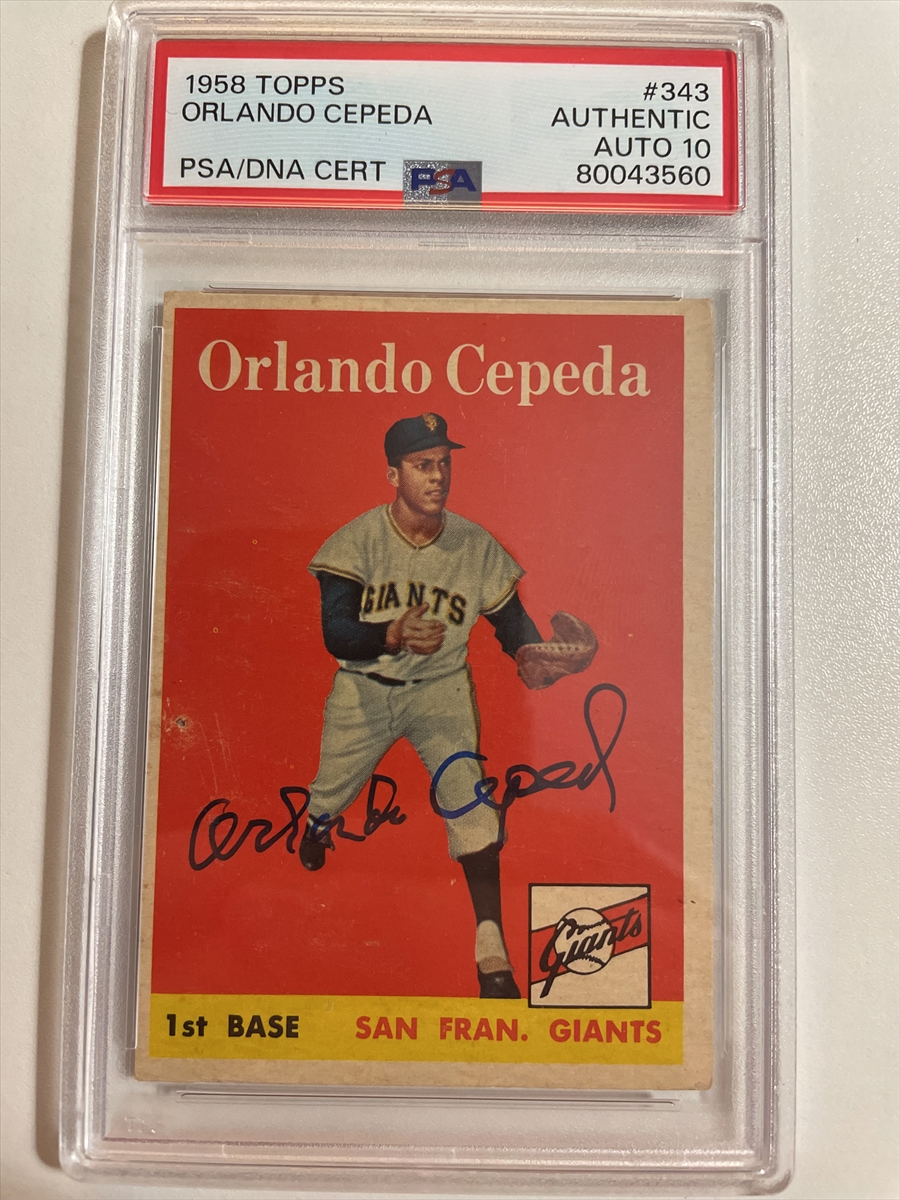 1958 TOPPS #343
ORLANDO CEPEDA AUTHENTIC
AUTO 10
PSA/DNA CERT PSA 80043560
Orlando Cepeda
GIANTS
Orlando Cepeda
Giants
1st BASE SAN FRAN. GIANTS